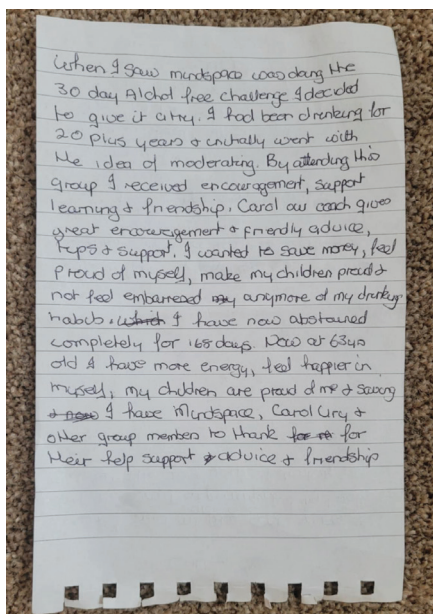 When I saw mindspace was doing the
30 day Alchol free challenge I decided
to give it a try. I had been drinking for
20 plus years & initially went with
the idea of moderating. By attending this
group I received encouragement, support
learning & friendship. Carol our coach gives
great encouragement & friendly advice,
tips & support. I wanted to save money, feel
proud of myself, make my children proud &
not feel embarresed anymore of my drinking
habits. I have now abstained
completely for 168 days. Now at 63yrs
old I have more energy, feel happier in
myself, my children are proud of me & saving
I have Mindspace, Carol Ury &
other group members to thank for
their help support advice & friendship